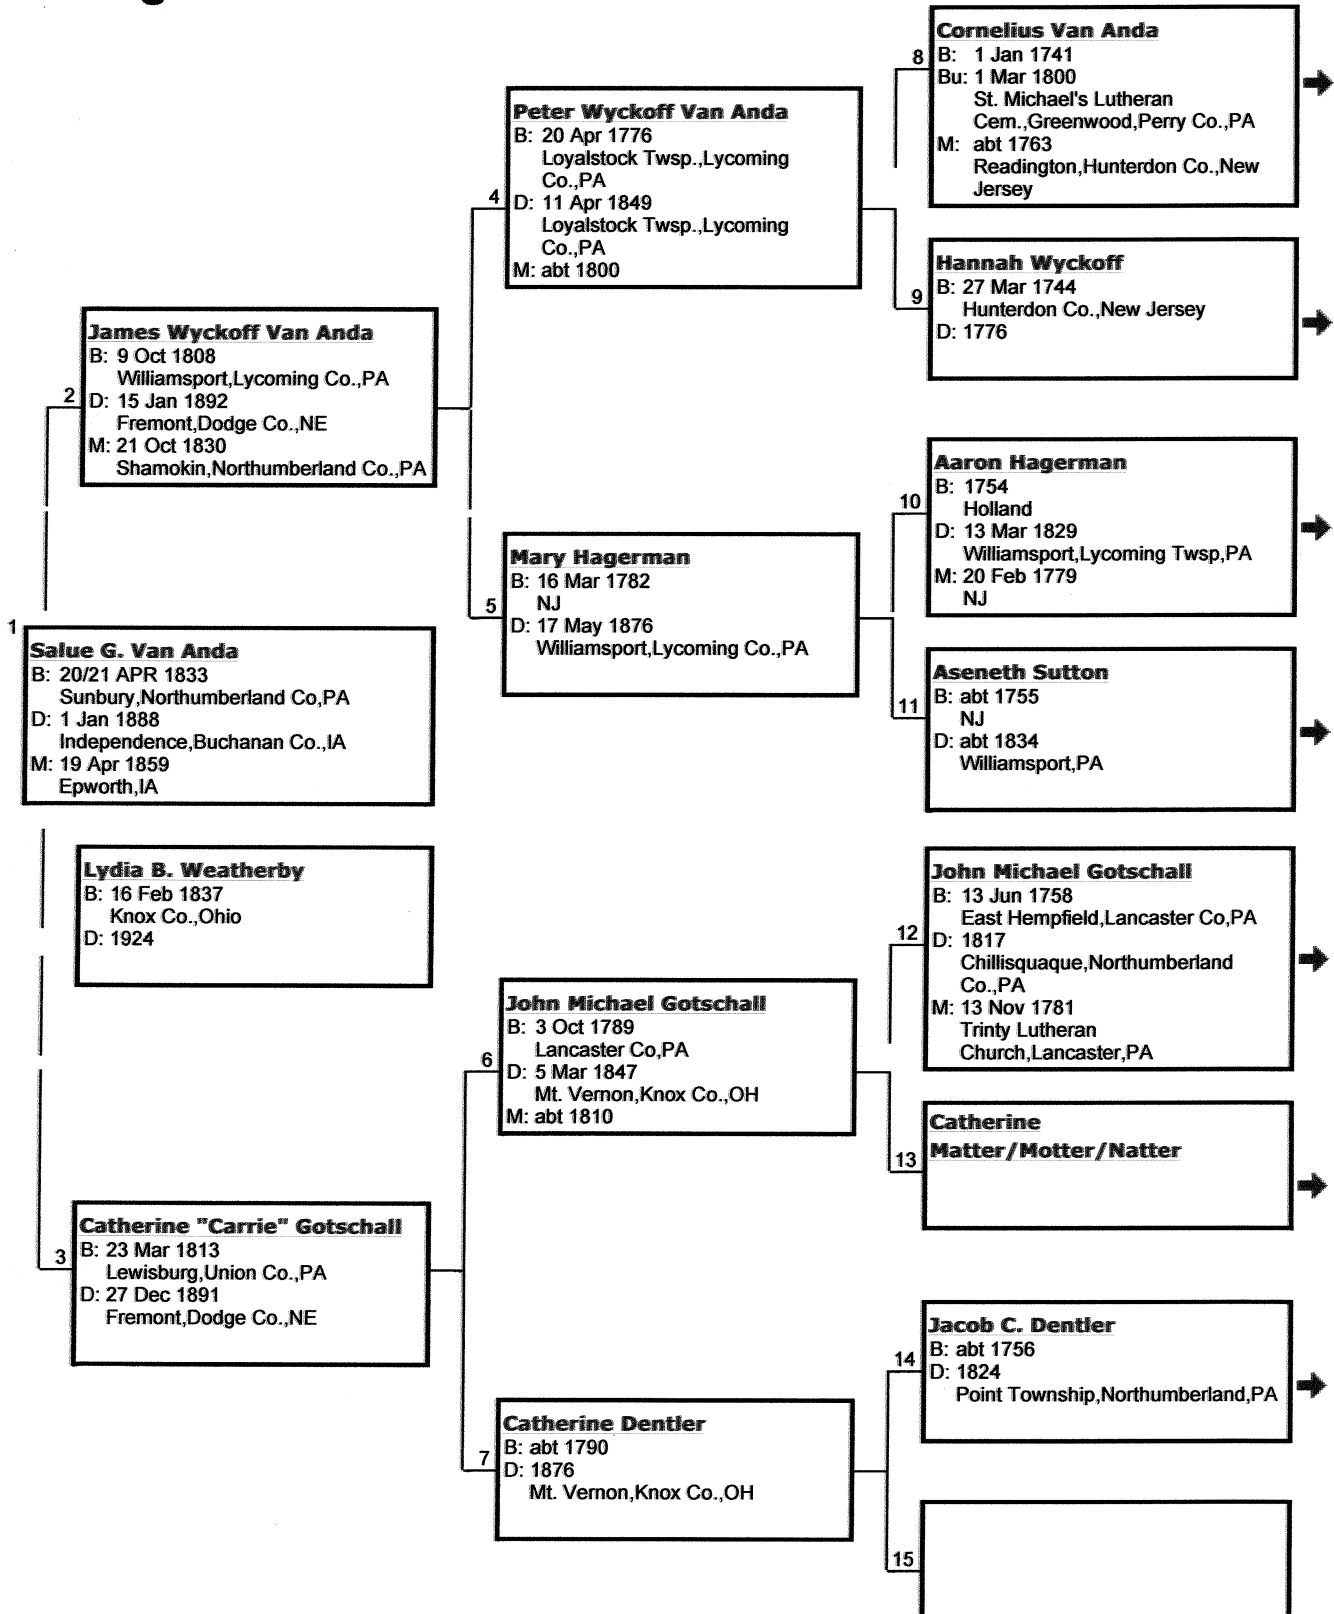 8
Cornelius Van Anda
B: 1 Jan 1741
Bu: 1 Mar 1800
St. Michael's Lutheran
Cem.,Greenwood,Perry Co.,PA
M: abt 1763
Readington,Hunterdon Co.,New
Jersey
4
Peter Wyckoff Van Anda
B: 20 Apr 1776
Loyalstock Twsp.,Lycoming
Co.,PA
D: 11 Apr 1849
Loyalstock Twsp.,Lycoming
Co.,PA
M: abt 1800
9
Hannah Wyckoff
B: 27 Mar 1744
Hunterdon Co.,New Jersey
D: 1776
2
James Wyckoff Van Anda
B: 9 Oct 1808
Williamsport,Lycoming Co.,PA
D: 15 Jan 1892
Fremont,Dodge Co.,NE
M: 21 Oct 1830
Shamokin,Northumberland Co.,PA
10
Aaron Hagerman
B: 1754
Holland
D: 13 Mar 1829
Williamsport,Lycoming Twsp,PA
M: 20 Feb 1779
NJ
5
Mary Hagerman
B: 16 Mar 1782
NJ
D: 17 May 1876
Williamsport,Lycoming Co.,PA
11
Aseneth Sutton
B: abt 1755
NJ
D: abt 1834
Williamsport,PA
1
Salue G. Van Anda
B: 20/21 APR 1833
Sunbury,Northumberland Co,PA
D: 1 Jan 1888
Independence,Buchanan Co.,IA
M: 19 Apr 1859
Epworth,IA
Lydia B. Weatherby
B: 16 Feb 1837
Knox Co.,Ohio
D: 1924
12
John Michael Gotschall
B: 13 Jun 1758
East Hempfield,Lancaster Co,PA
D: 1817
Chillisquaque,Northumberland
Co.,PA
M: 13 Nov 1781
Trinty Lutheran
Church,Lancaster,PA
6
John Michael Gotschall
B: 3 Oct 1789
Lancaster Co,PA
D: 5 Mar 1847
Mt. Vernon,Knox Co.,OH
M: abt 1810
13
Catherine
Matter/Motter/Natter
3
Catherine "Carrie" Gotschall
B: 23 Mar 1813
Lewisburg,Union Co.,PA
D: 27 Dec 1891
Fremont,Dodge Co.,NE
14
Jacob C. Dentler
B: abt 1756
D: 1824
Point Township,Northumberland,PA
7
Catherine Dentler
B: abt 1790
D: 1876
Mt. Vernon,Knox Co.,OH
15